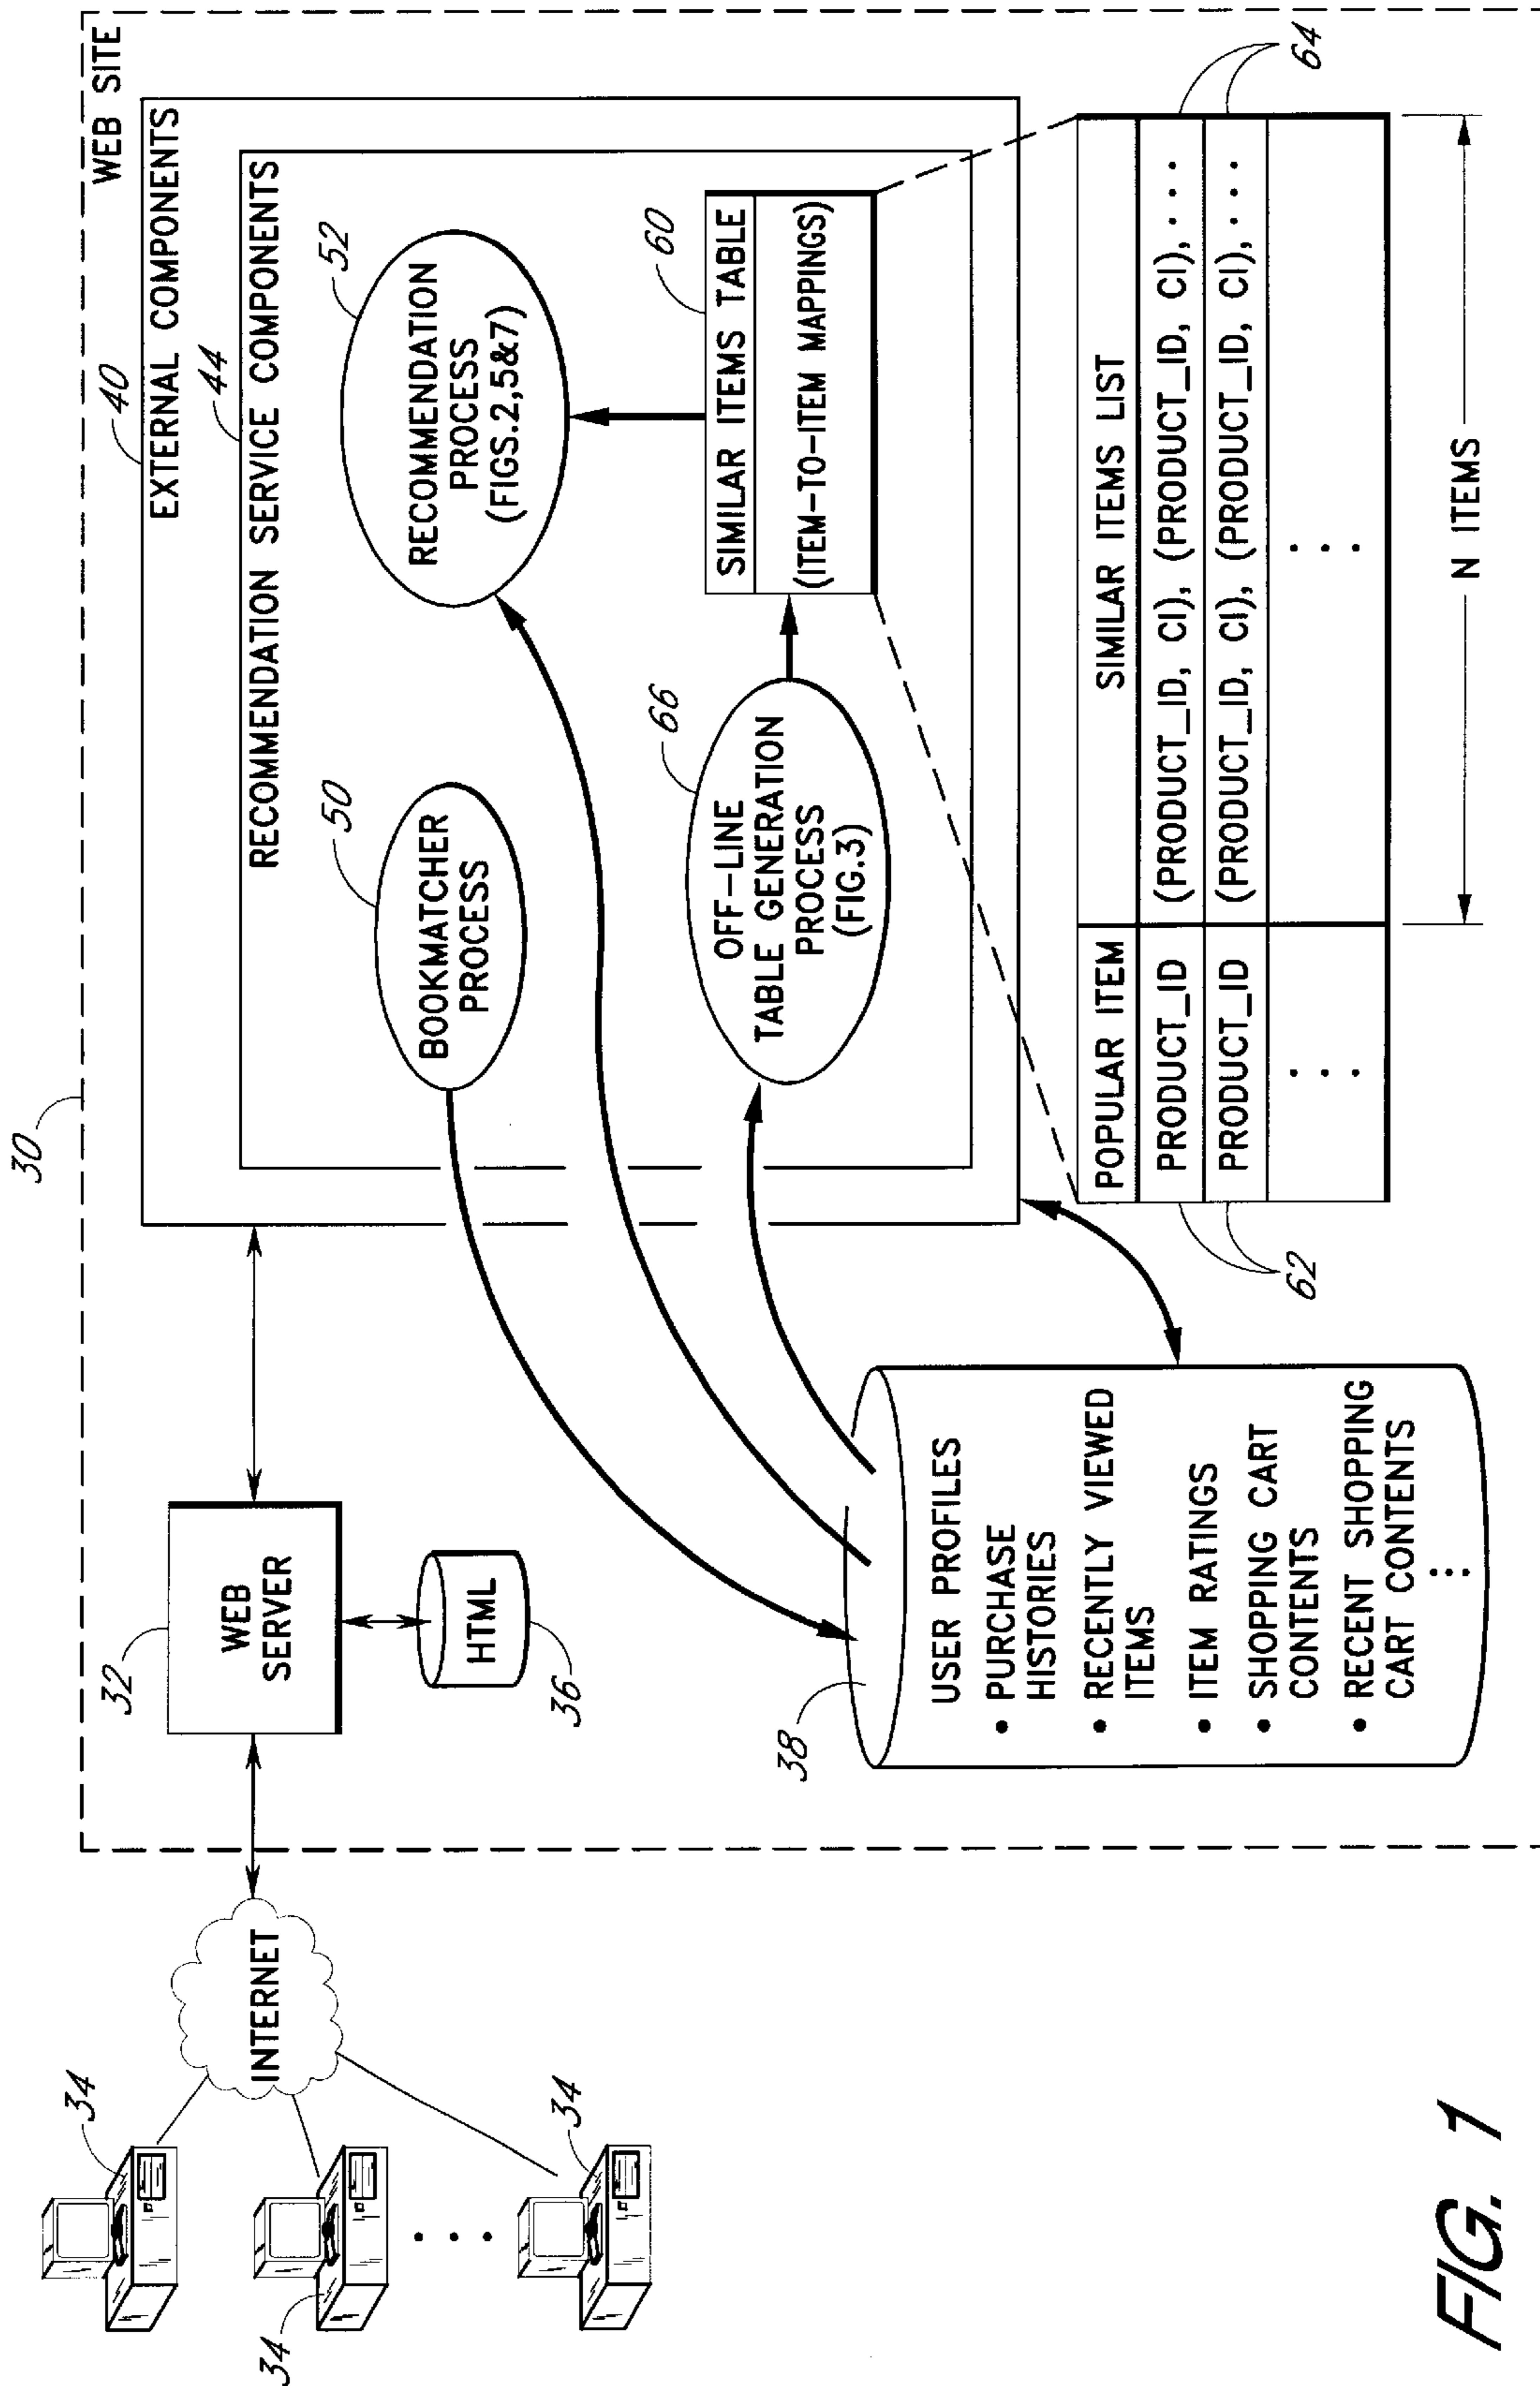 30
WEB SITE
40
EXTERNAL COMPONENTS
44
RECOMMENDATION SERVICE COMPONENTS
34
34
34
INTERNET
32
WEB
SERVER
HTML
36
50
BOOKMATCHER
PROCESS
52
RECOMMENDATION
PROCESS
(FIGS.2,5&7)
66
OFF-LINE
TABLE GENERATION
PROCESS
(FIG.3)
60
SIMILAR ITEMS TABLE
(ITEM-TO-ITEM MAPPINGS)
38
USER PROFILES
• PURCHASE
HISTORIES
• RECENTLY VIEWED
ITEMS
• ITEM RATINGS
• SHOPPING CART
CONTENTS
• RECENT SHOPPING
CART CONTENTS
POPULAR ITEM SIMILAR ITEMS LIST
PRODUCT_ID (PRODUCT_ID, CI), (PRODUCT_ID, CI), . . .
PRODUCT_ID (PRODUCT_ID, CI), (PRODUCT_ID, CI), . . .
62
64
N ITEMS
FIG. 1